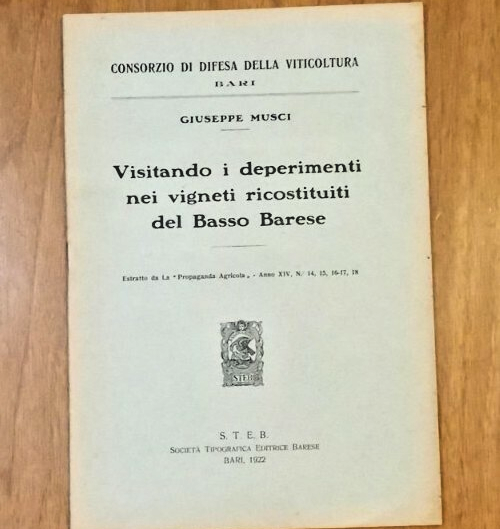 CONSORZIO DI DIFESA DELLA VITICOLTURA
BARI
GIUSEPPE MUSCI
Visitando i deperimenti
nei vigneti ricostituiti
del Basso Barese
Estratto da La "Propaganda Agricola„ - Anno XIV, N.i 14, 15, 16-17, 18
STEB
S. T. E. B.
SOCIETÀ TIPOGRAFICA EDITRICE BARESE
BARI, 1922